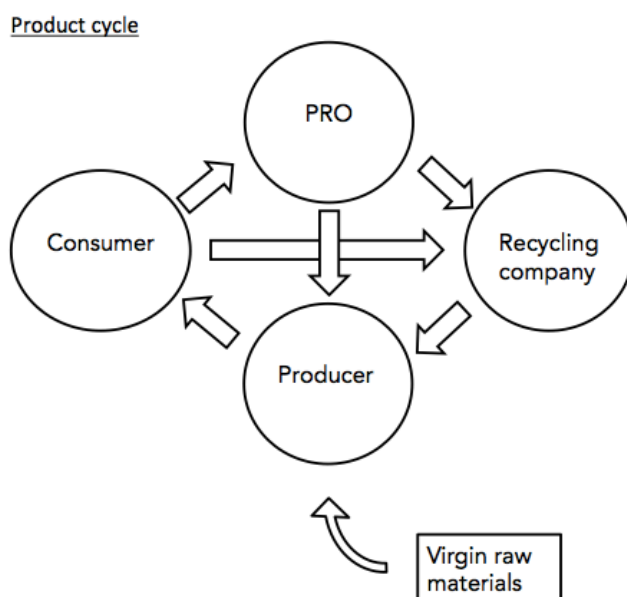 Product cycle
PRO
Consumer
Recycling
company
Producer
Virgin raw
materials